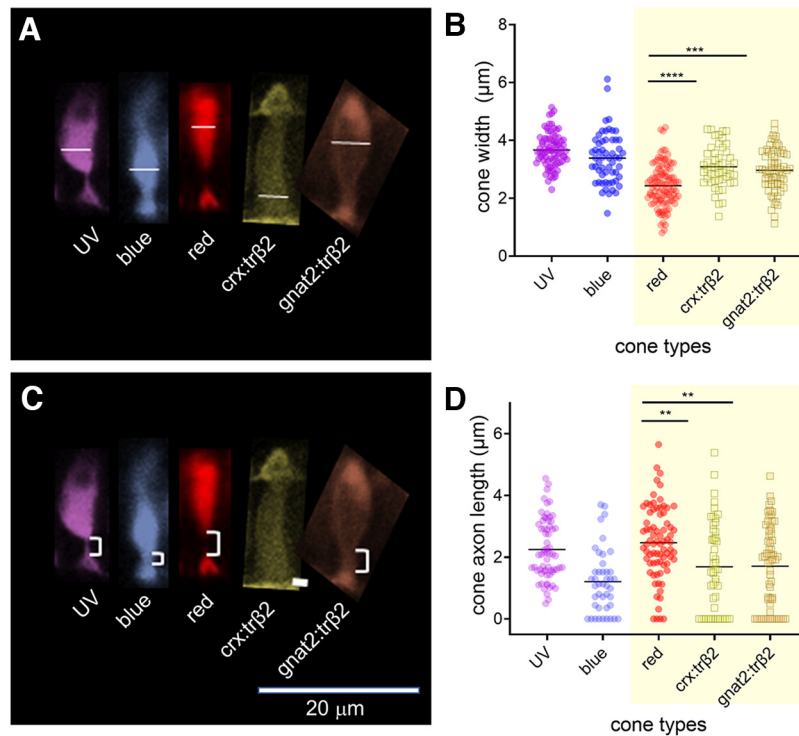 A
UV
blue
red
crx:trβ2
gnat2:trβ2
B
cone width (μm)
8
6
4
2
0
***
****
UV
blue
red
crx:trβ2
gnat2:trβ2
cone types
C
UV
blue
red
crx:trβ2
gnat2:trβ2
20 μm
D
cone axon length (μm)
6
4
2
0
**
**
UV
blue
red
crx:trβ2
gnat2:trβ2
cone types